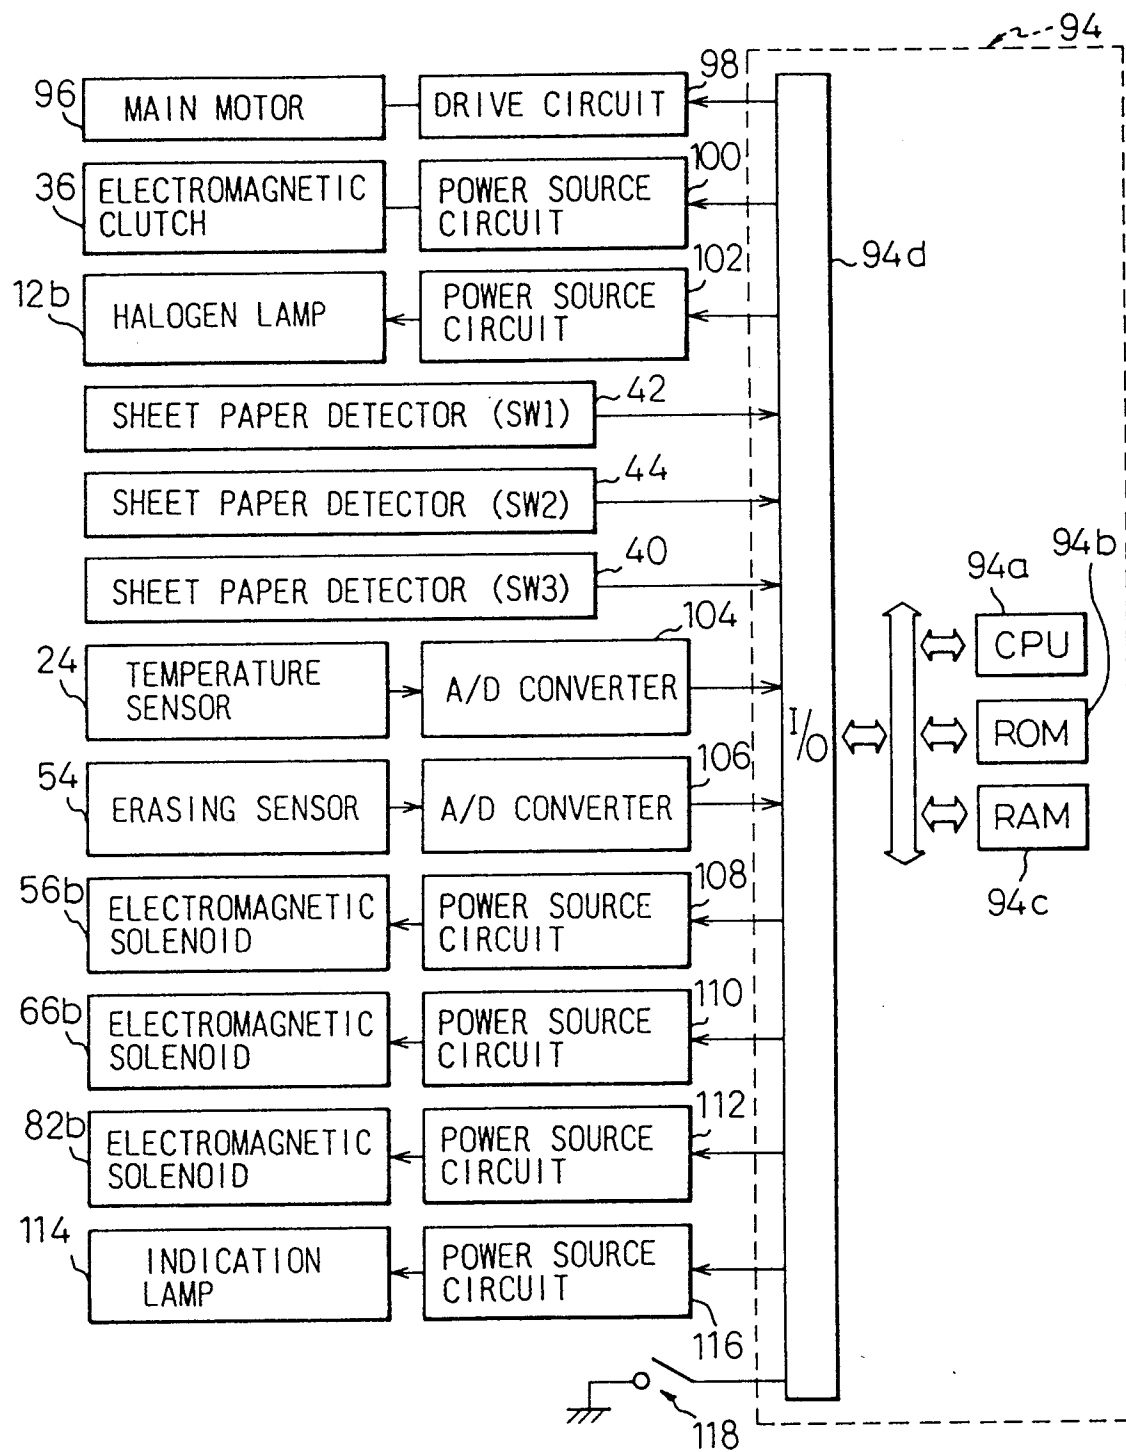 94
96
MAIN MOTOR
DRIVE CIRCUIT
98
36
ELECTROMAGNETIC
CLUTCH
POWER SOURCE
CIRCUIT
100
94d
12b
HALOGEN LAMP
POWER SOURCE
CIRCUIT
102
SHEET PAPER DETECTOR (SW1)
42
SHEET PAPER DETECTOR (SW2)
44
SHEET PAPER DETECTOR (SW3)
40
24
TEMPERATURE
SENSOR
A/D CONVERTER
104
54
ERASING SENSOR
A/D CONVERTER
106
I/O
94a
CPU
94b
ROM
RAM
94c
56b
ELECTROMAGNETIC
SOLENOID
POWER SOURCE
CIRCUIT
108
66b
ELECTROMAGNETIC
SOLENOID
POWER SOURCE
CIRCUIT
110
82b
ELECTROMAGNETIC
SOLENOID
POWER SOURCE
CIRCUIT
112
114
INDICATION
LAMP
POWER SOURCE
CIRCUIT
116
118